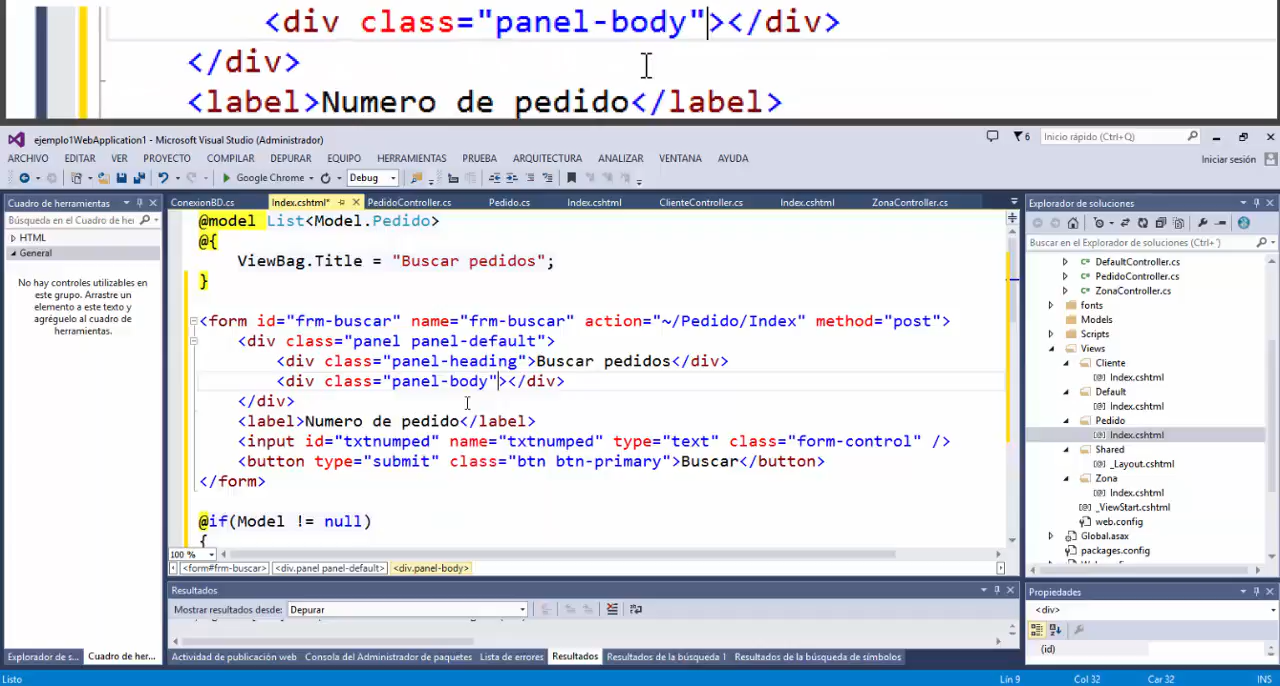 <div class="panel-body"></div>
</div>
<label>Numero de pedido</label>
ejemplo1WebApplication1 - Microsoft Visual Studio (Administrador)
6
Inicio rápido (Ctrl+Q)
ARCHIVO EDITAR VER PROYECTO COMPILAR DEPURAR EQUIPO HERRAMIENTAS PRUEBA ARQUITECTURA ANALIZAR VENTANA AYUDA
Iniciar sesión
Google Chrome
Debug
Cuadro de herramientas
ConexionBD.cs Index.cshtml* PedidoController.cs Pedido.cs Index.cshtml ClienteController.cs Index.cshtml ZonaController.cs
Explorador de soluciones
Búsqueda en el Cuadro de her
HTML
General
No hay controles utilizables en
este grupo. Arrastre un
elemento a este texto y
agréguelo al cuadro de
herramientas.
@model List<Model.Pedido>
@{
ViewBag.Title = "Buscar pedidos";
}
<form id="frm-buscar" name="frm-buscar" action="~/Pedido/Index" method="post">
<div class="panel panel-default">
<div class="panel-heading">Buscar pedidos</div>
<div class="panel-body"></div>
</div>
<label>Numero de pedido</label>
<input id="txtnumped" name="txtnumped" type="text" class="form-control" />
<button type="submit" class="btn btn-primary">Buscar</button>
</form>
@if(Model != null)
{
100 %
<form#frm-buscar> <div.panel panel-default> <div.panel-body>
Buscar en el Explorador de soluciones (Ctrl+')
DefaultController.cs
PedidoController.cs
ZonaController.cs
fonts
Models
Scripts
Views
Cliente
Index.cshtml
Default
Index.cshtml
Pedido
Index.cshtml
Shared
_Layout.cshtml
Zona
Index.cshtml
_ViewStart.cshtml
web.config
Global.asax
packages.config
Resultados
Mostrar resultados desde: Depurar
Propiedades
<div>
(id)
Explorador de s... Cuadro de her...
Actividad de publicación web Consola del Administrador de paquetes Lista de errores Resultados Resultados de la búsqueda 1 Resultados de la búsqueda de símbolos
Listo
Lín 9 Col 32 Car 32 INS